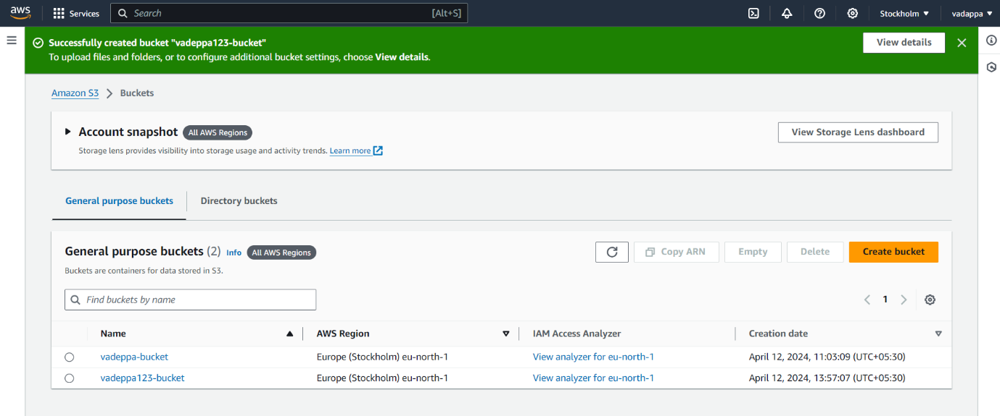 aws Services Search [Alt+S] Stockholm ▼ vadappa ▼
Successfully created bucket "vadeppa123-bucket" View details
To upload files and folders, or to configure additional bucket settings, choose View details.
Amazon S3 > Buckets
Account snapshot All AWS Regions View Storage Lens dashboard
Storage lens provides visibility into storage usage and activity trends. Learn more
General purpose buckets Directory buckets
General purpose buckets (2) Info All AWS Regions Copy ARN Empty Delete Create bucket
Buckets are containers for data stored in S3.
Find buckets by name 1
Name AWS Region IAM Access Analyzer Creation date
vadeppa-bucket Europe (Stockholm) eu-north-1 View analyzer for eu-north-1 April 12, 2024, 11:03:09 (UTC+05:30)
vadeppa123-bucket Europe (Stockholm) eu-north-1 View analyzer for eu-north-1 April 12, 2024, 13:57:07 (UTC+05:30)